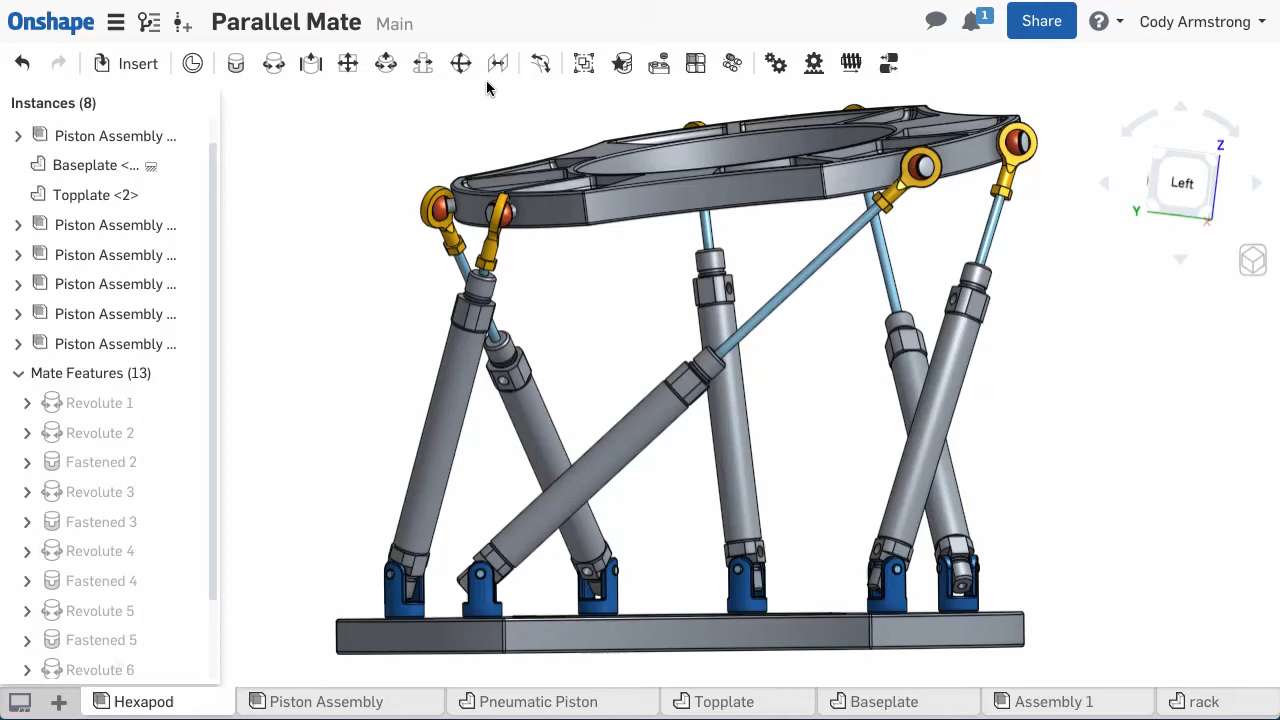 Onshape Parallel Mate Main 1 Share Cody Armstrong
Insert
Instances (8)
Piston Assembly ...
Baseplate <...
Topplate <2>
Piston Assembly ...
Piston Assembly ...
Piston Assembly ...
Piston Assembly ...
Piston Assembly ...
Mate Features (13)
Revolute 1
Revolute 2
Fastened 2
Revolute 3
Fastened 3
Revolute 4
Fastened 4
Revolute 5
Fastened 5
Revolute 6
Z
Left
Y
X
Hexapod Piston Assembly Pneumatic Piston Topplate Baseplate Assembly 1 rack